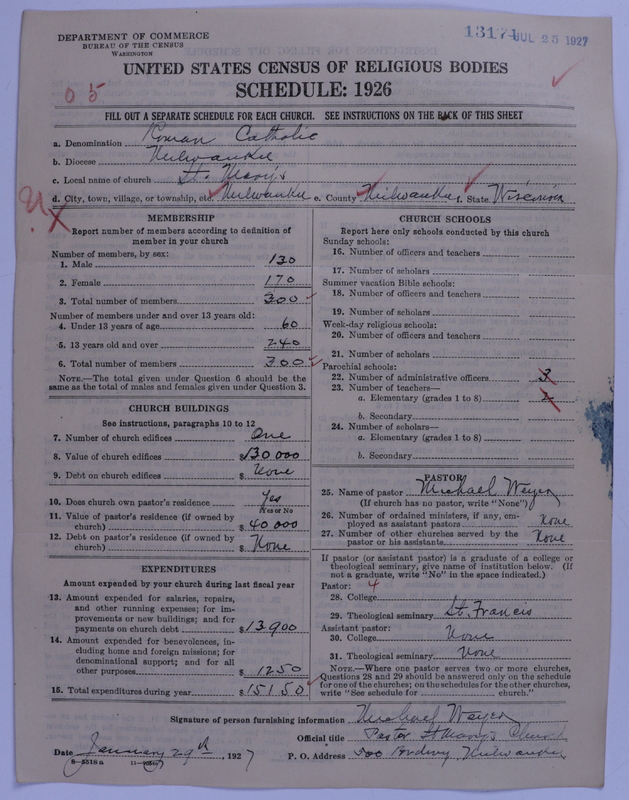 DEPARTMENT OF COMMERCE
BUREAU OF THE CENSUS
WASHINGTON
13171 JUL 25 1927
UNITED STATES CENSUS OF RELIGIOUS BODIES
SCHEDULE: 1926
0 5
FILL OUT A SEPARATE SCHEDULE FOR EACH CHURCH. SEE INSTRUCTIONS ON THE BACK OF THIS SHEET
a. Denomination Roman Catholic
b. Diocese Milwaukee
c. Local name of church St. Mary's
d. City, town, village, or township, etc. Milwaukee e. County Milwaukee f. State Wisconsin
MEMBERSHIP
Report number of members according to definition of
member in your church
Number of members, by sex:
1. Male 130
2. Female 170
3. Total number of members 300
Number of members under and over 13 years old:
4. Under 13 years of age 60
5. 13 years old and over 240
6. Total number of members 300
NOTE.—The total given under Question 6 should be the
same as the total of males and females given under Question 3.
CHURCH BUILDINGS
See instructions, paragraphs 10 to 12
7. Number of church edifices One
8. Value of church edifices $130,000
9. Debt on church edifices $ None
10. Does church own pastor's residence Yes
Yes or No
11. Value of pastor's residence (if owned by
church) $40 000
12. Debt on pastor's residence (if owned by
church) $ None
EXPENDITURES
Amount expended by your church during last fiscal year
13. Amount expended for salaries, repairs,
and other running expenses; for im-
provements or new buildings; and for
payments on church debt $13900
14. Amount expended for benevolences, in-
cluding home and foreign missions; for
denominational support; and for all
other purposes $ 1250
15. Total expenditures during year $15150
CHURCH SCHOOLS
Report here only schools conducted by this church
Sunday schools:
16. Number of officers and teachers
17. Number of scholars
Summer vacation Bible schools:
18. Number of officers and teachers
19. Number of scholars
Week-day religious schools:
20. Number of officers and teachers
21. Number of scholars
Parochial schools:
22. Number of administrative officers 3
23. Number of teachers—
a. Elementary (grades 1 to 8) 2
b. Secondary
24. Number of scholars—
a. Elementary (grades 1 to 8)
b. Secondary
PASTOR
25. Name of pastor Michael Weyer
(If church has no pastor, write "None")
26. Number of ordained ministers, if any, em-
ployed as assistant pastors None
27. Number of other churches served by the
pastor or his assistants None
If pastor (or assistant pastor) is a graduate of a college or
theological seminary, give name of institution below. (If
not a graduate, write "No" in the space indicated.)
Pastor: 4
28. College
29. Theological seminary St. Francis
Assistant pastor:
30. College None
31. Theological seminary None
NOTE.—Where one pastor serves two or more churches,
Questions 28 and 29 should be answered only on the schedule
for one of the churches; on the schedules for the other churches,
write "See schedule for church."
Signature of person furnishing information Michael Weyer
Official title Pastor St Mary's Church
Date January 29th, 1927 P. O. Address 500 Brodwy, Milwaukee